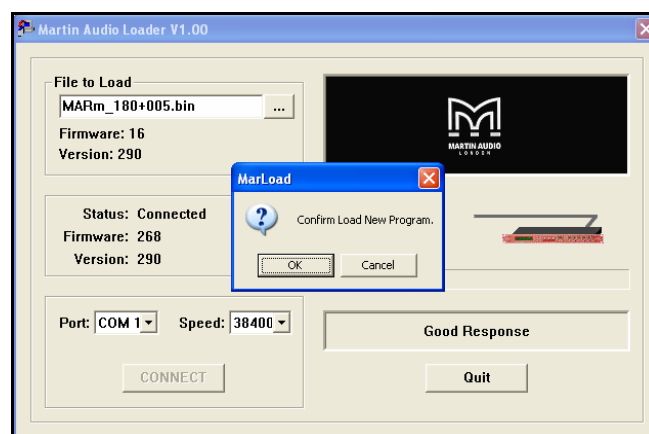 Martin Audio Loader V1.00
File to Load
MARm_180+005.bin ...
Firmware: 16
Version: 290
MARTIN AUDIO
LONDON
MarLoad
Confirm Load New Program.
OK Cancel
Status: Connected
Firmware: 268
Version: 290
Port: COM 1 Speed: 38400
CONNECT
Good Response
Quit